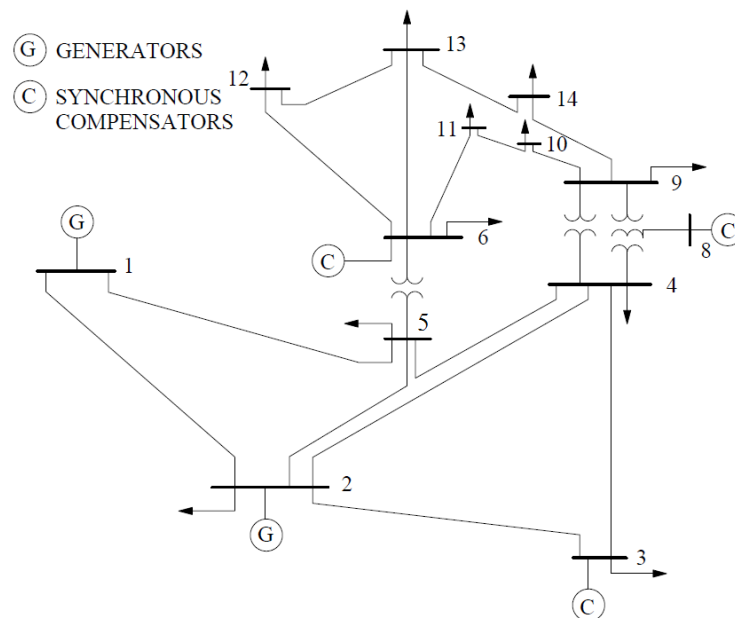 G GENERATORS
C SYNCHRONOUS
COMPENSATORS
13
12
14
11
10
9
C
8
6
C
G
1
4
5
2
G
3
C